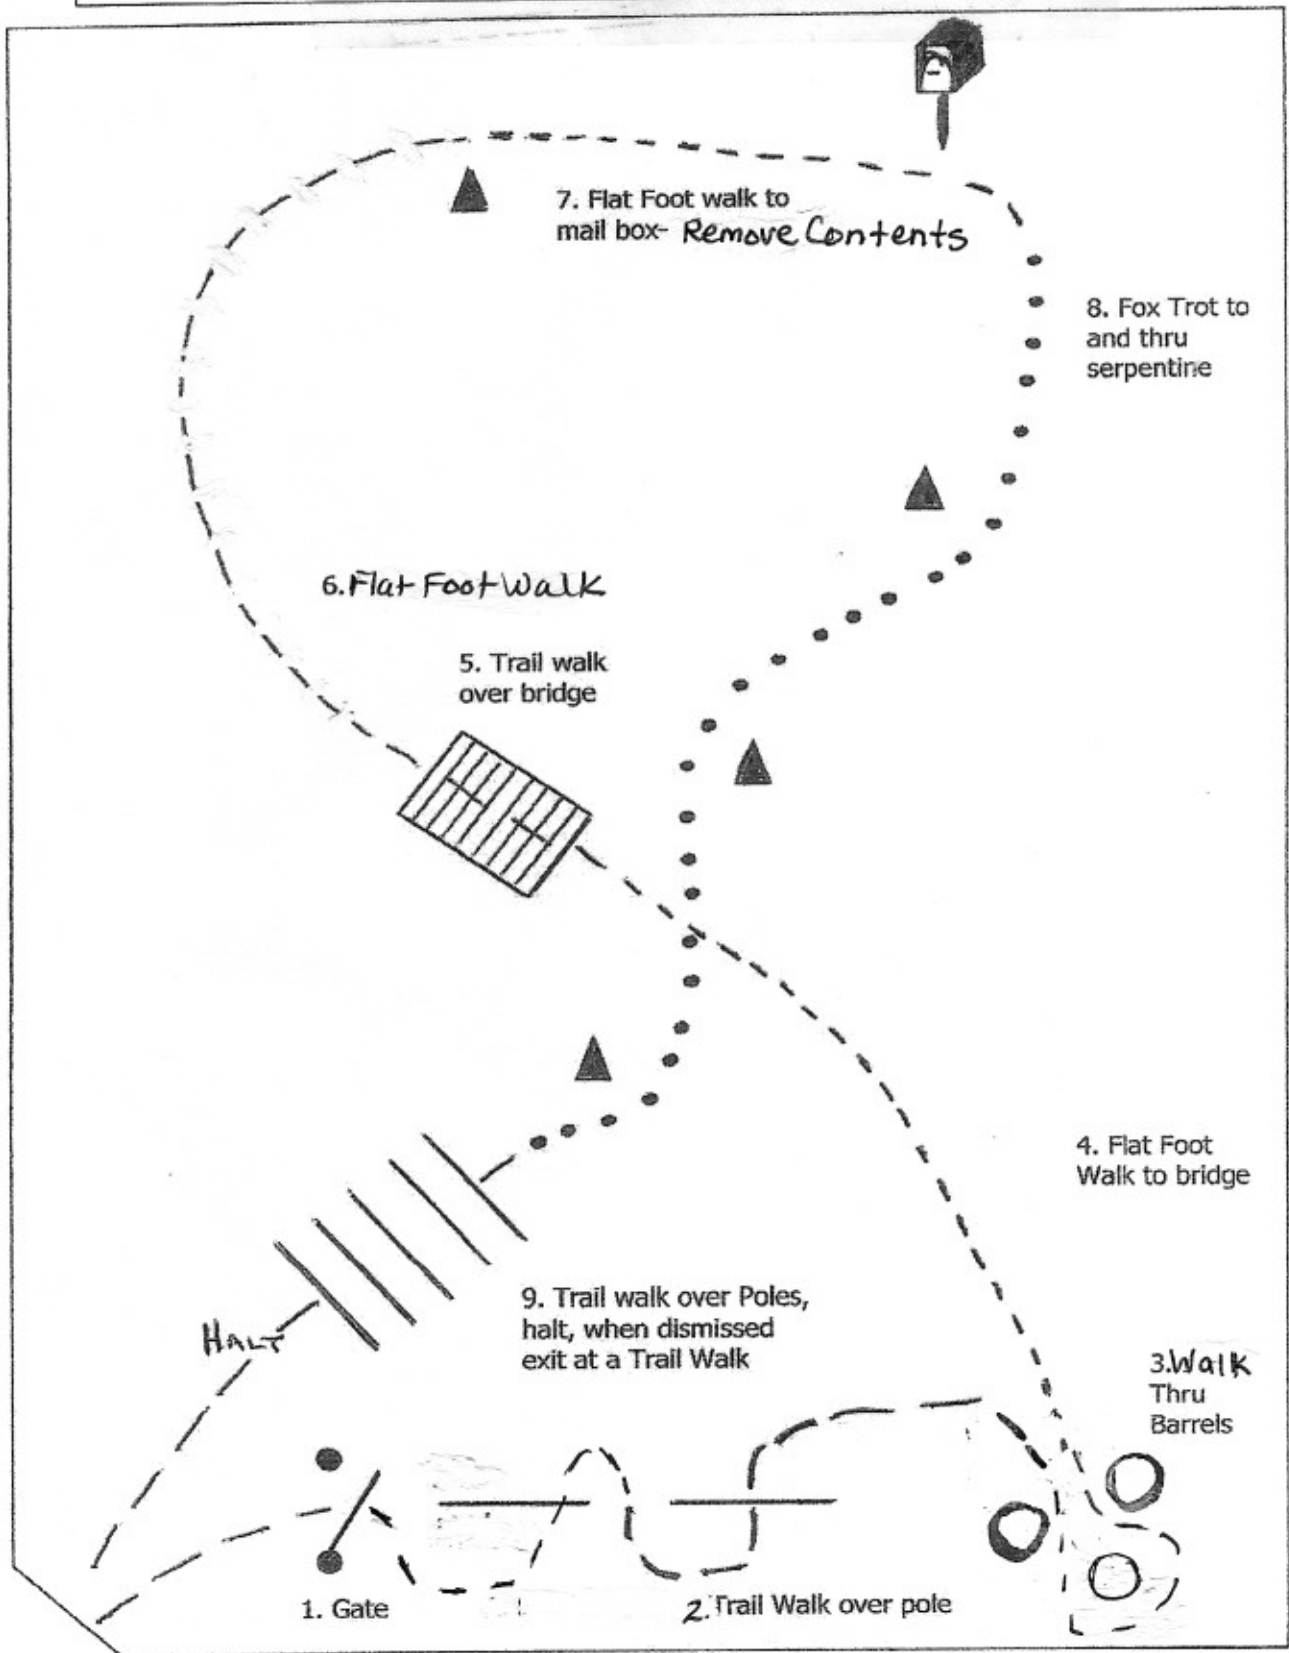 7. Flat Foot walk to
mail box- Remove Contents
8. Fox Trot to
and thru
serpentine
6. Flat Foot Walk
5. Trail walk
over bridge
4. Flat Foot
Walk to bridge
9. Trail walk over Poles,
halt, when dismissed
exit at a Trail Walk
HALT
3. Walk
Thru
Barrels
1. Gate
2. Trail Walk over pole